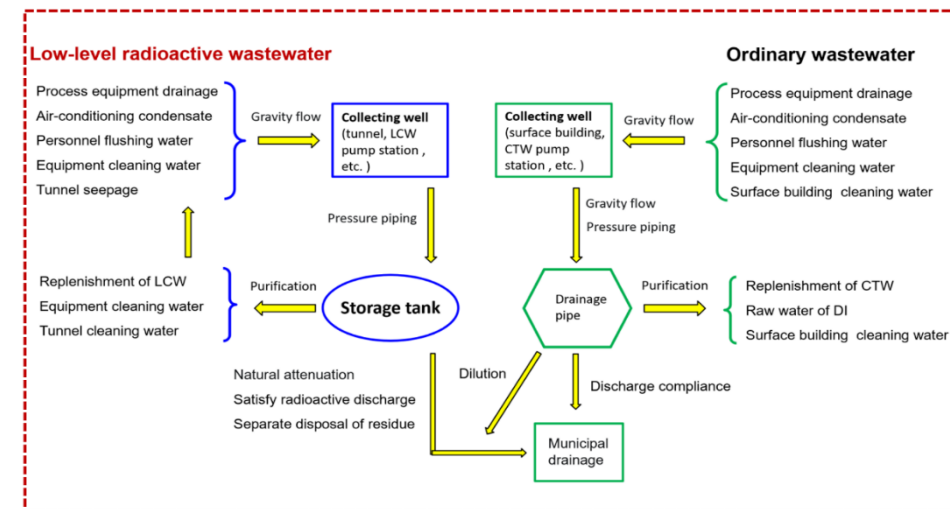 Low-level radioactive wastewater
Process equipment drainage
Air-conditioning condensate
Personnel flushing water
Equipment cleaning water
Tunnel seepage
Gravity flow
Collecting well
(tunnel, LCW
pump station ,
etc. )
Pressure piping
Storage tank
Purification
Replenishment of LCW
Equipment cleaning water
Tunnel cleaning water
Natural attenuation
Satisfy radioactive discharge
Separate disposal of residue
Ordinary wastewater
Process equipment drainage
Air-conditioning condensate
Personnel flushing water
Equipment cleaning water
Surface building cleaning water
Gravity flow
Collecting well
(surface building,
CTW pump
station , etc. )
Gravity flow
Pressure piping
Drainage
pipe
Purification
Replenishment of CTW
Raw water of DI
Surface building cleaning water
Dilution
Discharge compliance
Municipal
drainage